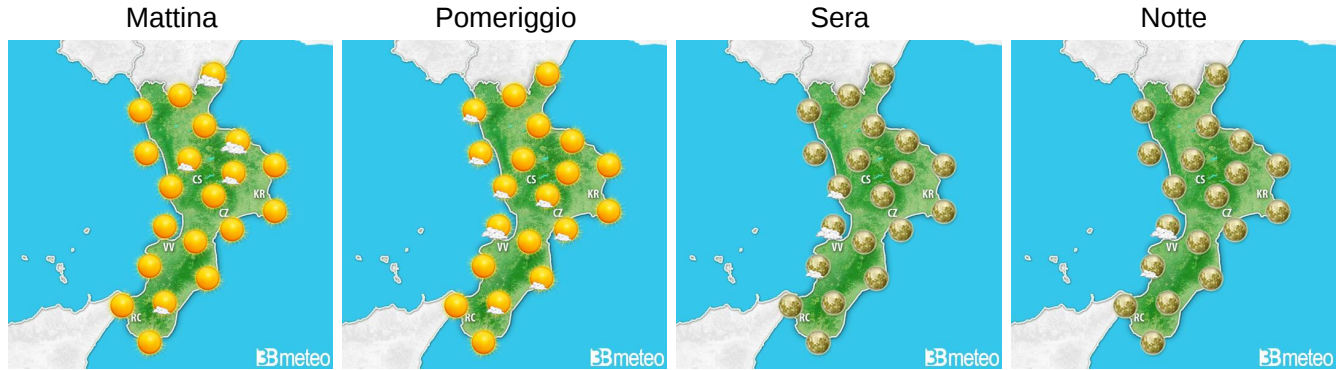 Mattina
Pomeriggio
Sera
Notte
CS
KR
CZ
VV
RC
3Bmeteo
CS
KR
CZ
VV
RC
3Bmeteo
CS
KR
CZ
VV
RC
3Bmeteo
CS
KR
CZ
VV
RC
3Bmeteo